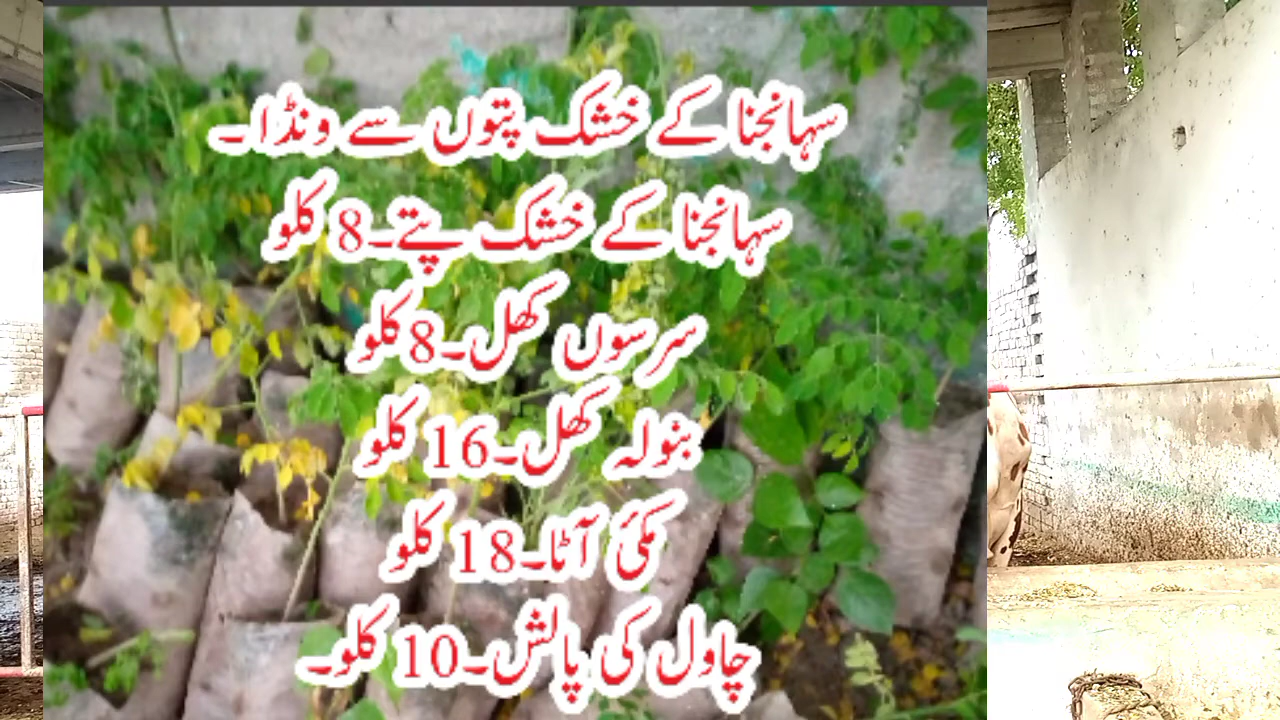 سہانجنا کے خشک پتوں سے ونڈا۔
سہانجنا کے خشک پتے۔8 کلو
سرسوں کھل۔8 کلو
بنولہ کھل۔16 کلو
مکئ آٹا۔18 کلو
چاول کی پالش۔10 کلو۔